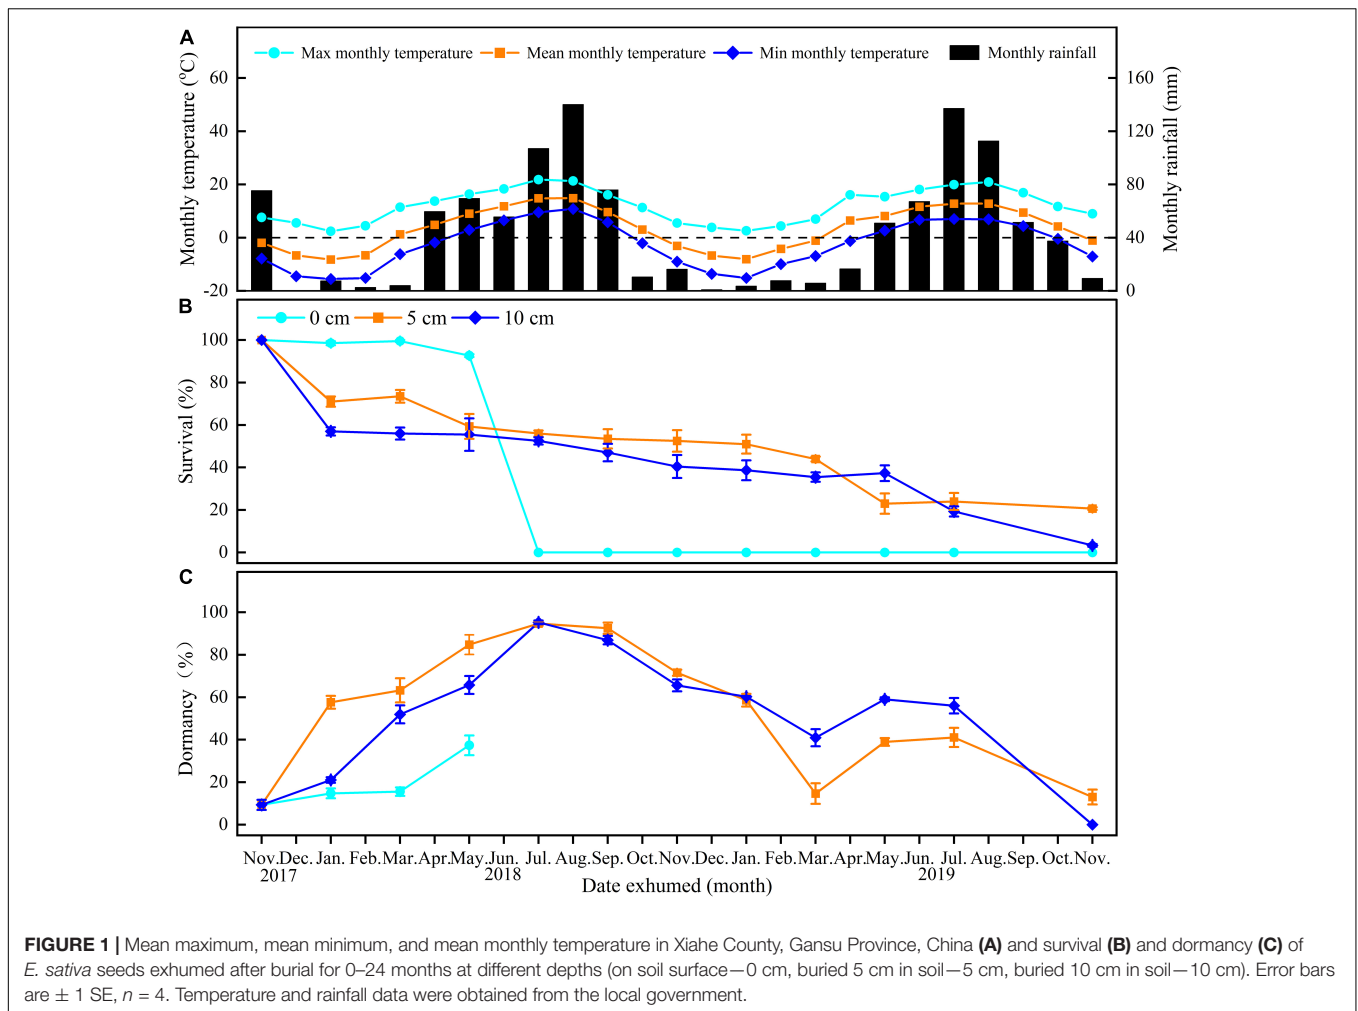 A
Max monthly temperature Mean monthly temperature Min monthly temperature Monthly rainfall
Monthly temperature (°C)
60
40
20
0
-20
160
120
80
40
0
Monthly rainfall (mm)
B
0 cm 5 cm 10 cm
Survival (%)
100
80
60
40
20
0
C
Dormancy (%)
100
80
60
40
20
0
Nov. Dec. Jan. Feb. Mar. Apr. May. Jun. Jul. Aug. Sep. Oct. Nov. Dec. Jan. Feb. Mar. Apr. May. Jun. Jul. Aug. Sep. Oct. Nov.
2017 2018 2019
Date exhumed (month)
FIGURE 1 | Mean maximum, mean minimum, and mean monthly temperature in Xiahe County, Gansu Province, China (A) and survival (B) and dormancy (C) of
E. sativa seeds exhumed after burial for 0–24 months at different depths (on soil surface—0 cm, buried 5 cm in soil—5 cm, buried 10 cm in soil—10 cm). Error bars
are ± 1 SE, n = 4. Temperature and rainfall data were obtained from the local government.